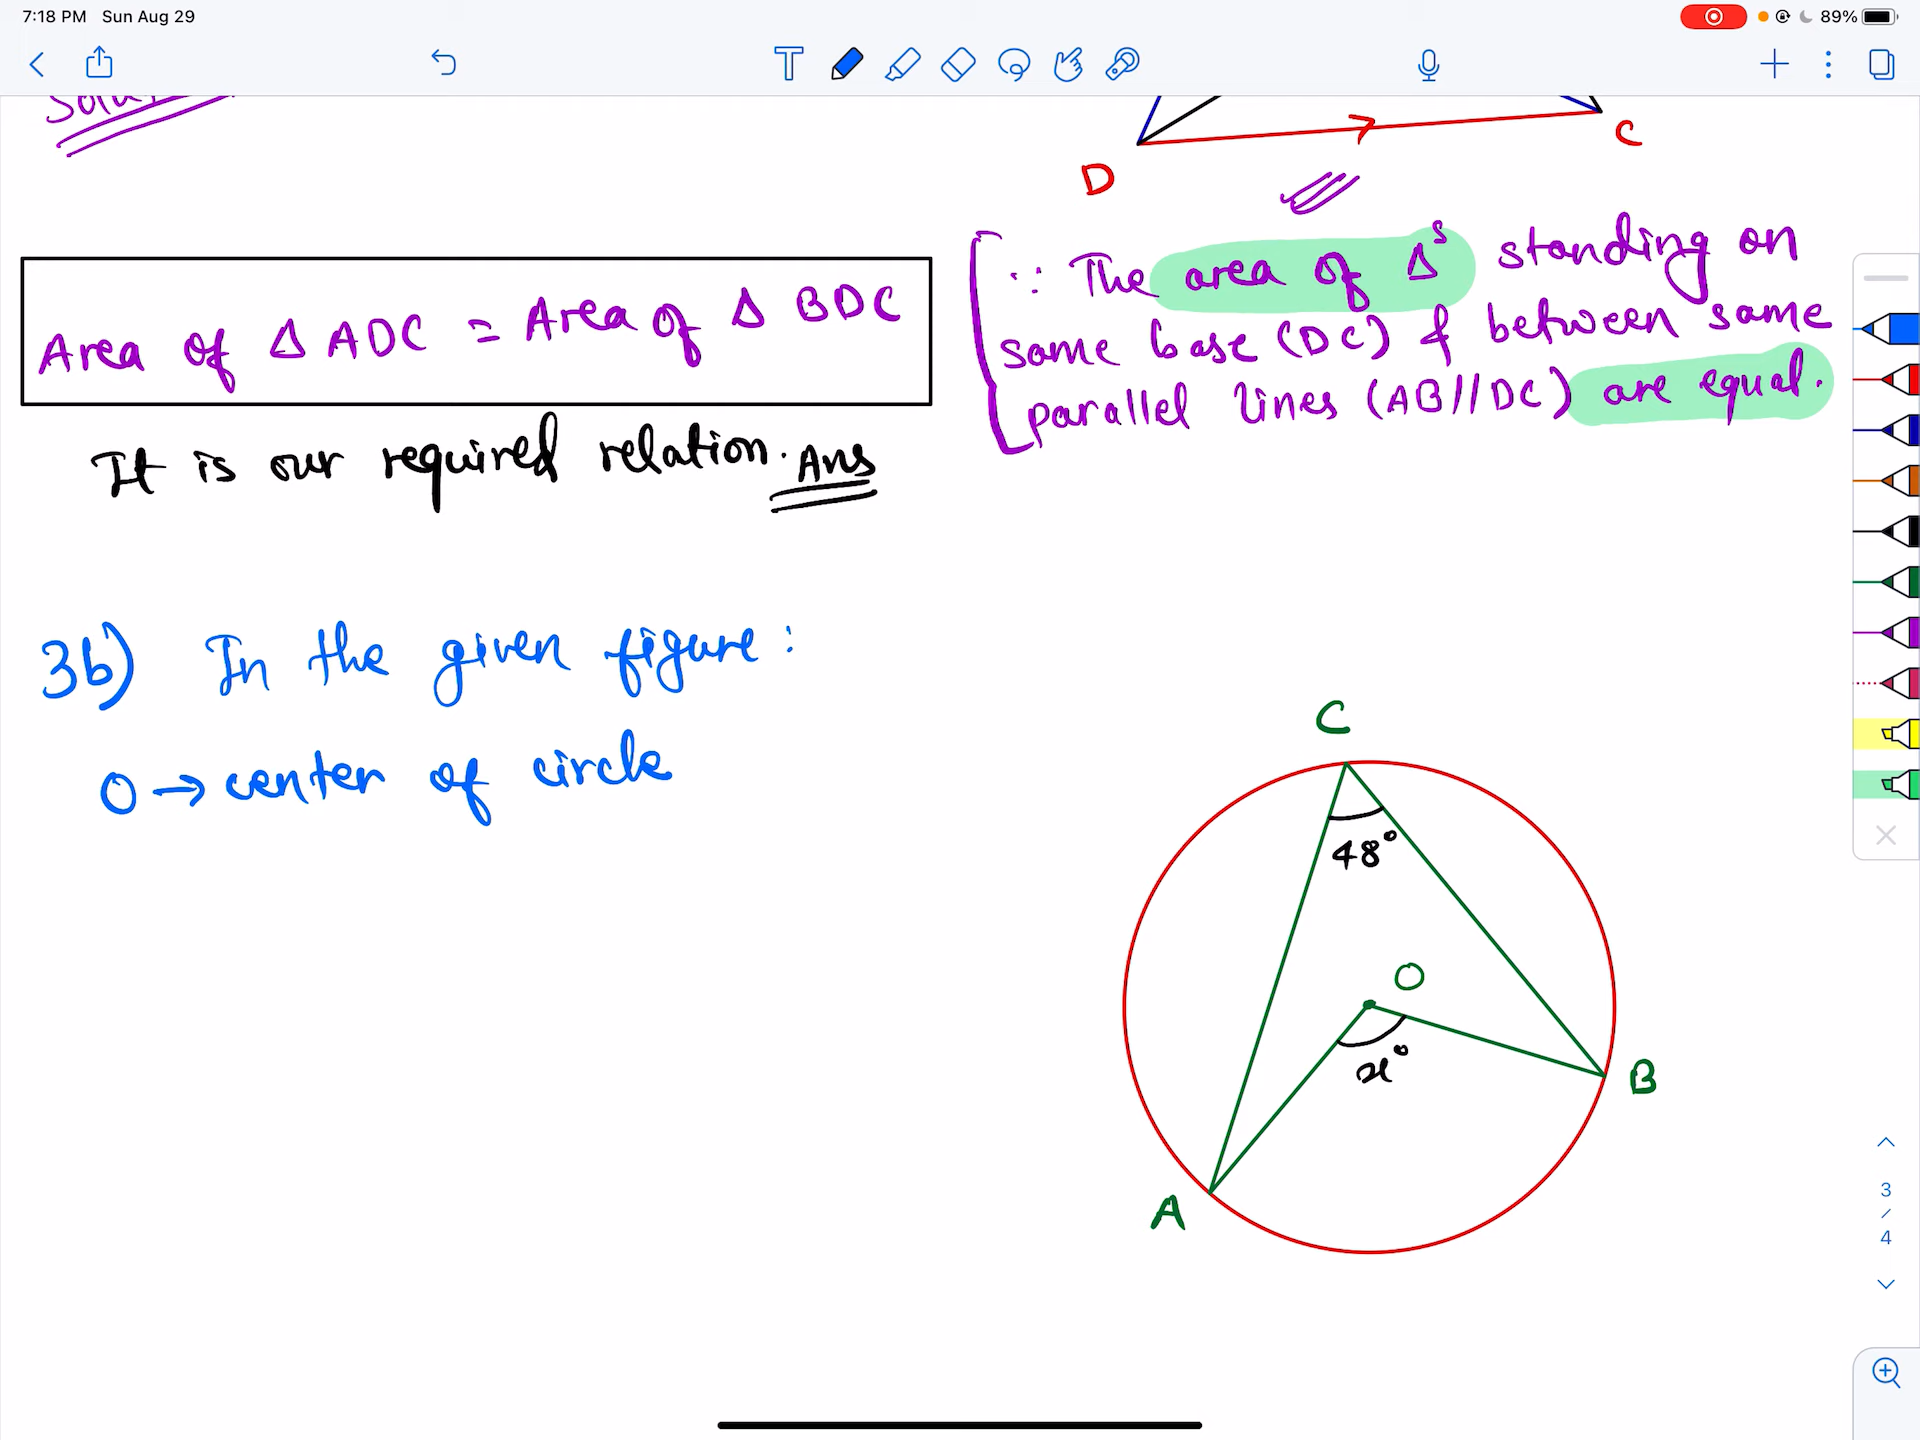 7:18 PM Sun Aug 29
89%
D
C
Area of Δ ADC = Area of Δ BDC
∵ The area of Δˢ standing on
same base (DC) & between same
parallel lines (AB//DC) are equal.
It is our required relation. Ans
3b) In the given figure:
O → center of circle
C
48°
O
x°
B
A
3
/
4